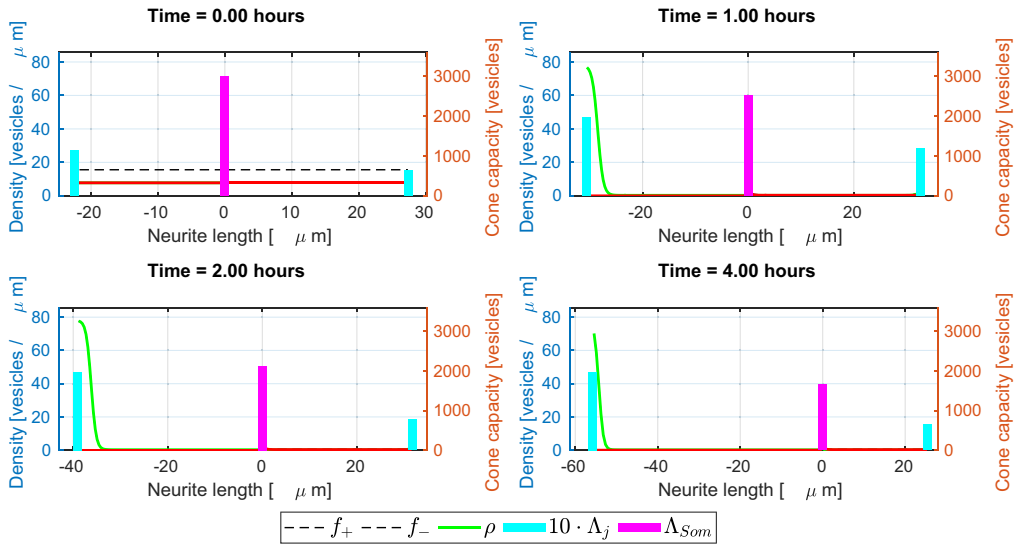 Time = 0.00 hours
Density [vesicles / μ m]
80
60
40
20
0
-20 -10 0 10 20 30
Neurite length [ μ m]
3000
2000
1000
0
Cone capacity [vesicles]
Time = 1.00 hours
Density [vesicles / μ m]
80
60
40
20
0
-20 0 20
Neurite length [ μ m]
3000
2000
1000
0
Cone capacity [vesicles]
Time = 2.00 hours
Density [vesicles / μ m]
80
60
40
20
0
-40 -20 0 20
Neurite length [ μ m]
3000
2000
1000
0
Cone capacity [vesicles]
Time = 4.00 hours
Density [vesicles / μ m]
80
60
40
20
0
-60 -40 -20 0 20
Neurite length [ μ m]
3000
2000
1000
0
Cone capacity [vesicles]
f₊ f₋ ρ 10 · Λ_j Λ_Som